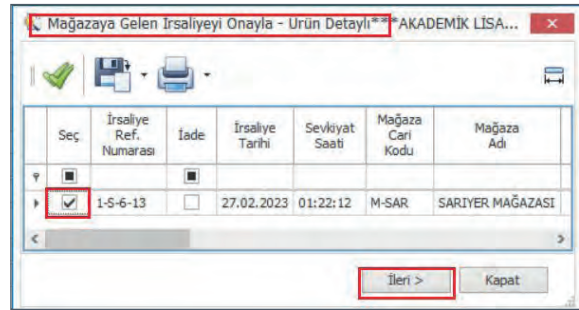 Mağazaya Gelen İrsaliyeyi Onayla - Ürün Detaylı***AKADEMİK LİSA...
Seç İrsaliye Ref. Numarası İade İrsaliye Tarihi Sevkiyat Saati Mağaza Cari Kodu Mağaza Adı
1-S-6-13 27.02.2023 01:22:12 M-SAR SARIYER MAĞAZASI
İleri > Kapat